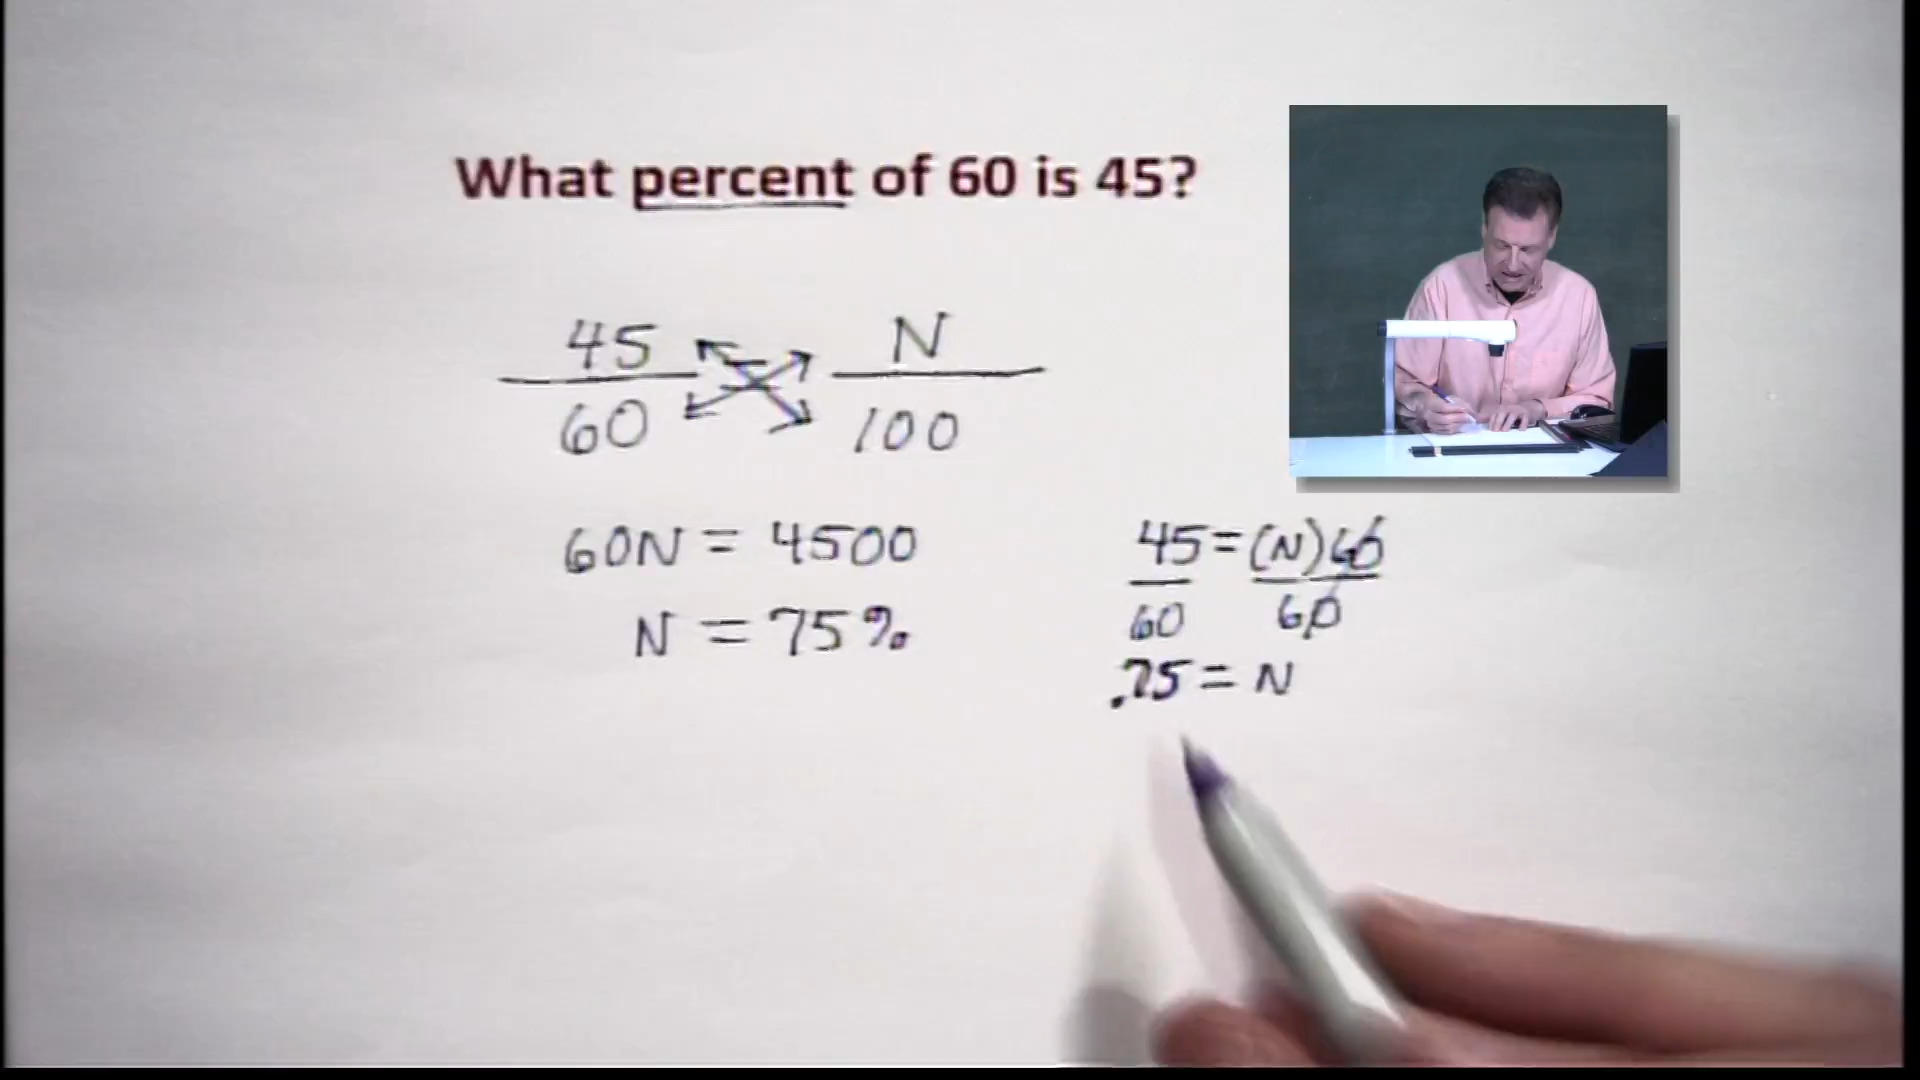 What percent of 60 is 45?
45 N
60 100
60N = 4500
N = 75%
45 = (N)60
60 60
.75 = N